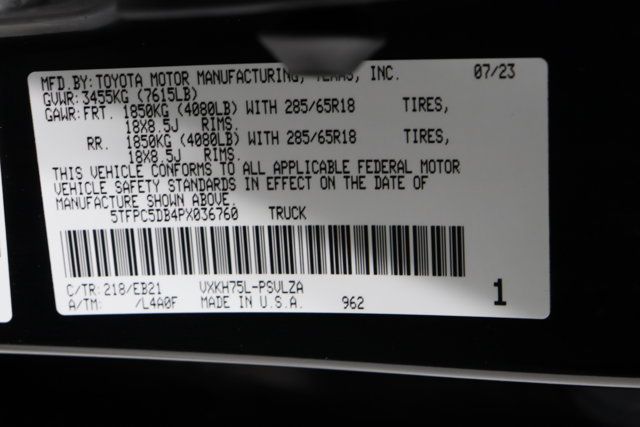 MFD.BY:TOYOTA MOTOR MANUFACTURING, TEXAS, INC. 07/23
GVWR:3455KG (7615LB)
GAWR:FRT. 1850KG (4080LB) WITH 285/65R18 TIRES,
18X8.5J RIMS,
RR. 1850KG (4080LB) WITH 285/65R18 TIRES,
18X8.5J RIMS.
THIS VEHICLE CONFORMS TO ALL APPLICABLE FEDERAL MOTOR
VEHICLE SAFETY STANDARDS IN EFFECT ON THE DATE OF
MANUFACTURE SHOWN ABOVE.
5TFPC5DB4PX036760 TRUCK
C/TR:218/EB21 VXKH75L-PSVLZA
A/TM: /L4A0F MADE IN U.S.A. 962 1